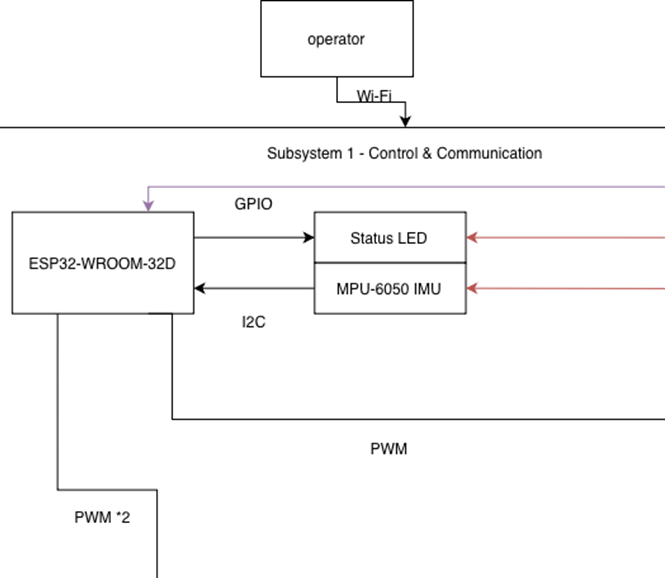 operator
Wi-Fi
Subsystem 1 - Control & Communication
GPIO
Status LED
ESP32-WROOM-32D
MPU-6050 IMU
I2C
PWM
PWM *2